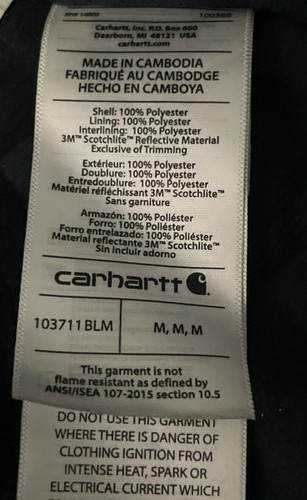 RN# 14806
Carhartt, Inc. P.O. Box 600
Dearborn, MI 48121 USA
carhartt.com
MADE IN CAMBODIA
FABRIQUÉ AU CAMBODGE
HECHO EN CAMBOYA
Shell: 100% Polyester
Lining: 100% Polyester
Interlining: 100% Polyester
3M™ Scotchlite™ Reflective Material
Exclusive of Trimming
Extérieur: 100% Polyester
Doublure: 100% Polyester
Entredoublure: 100% Polyester
Matériel réfléchissant 3M™ Scotchlite™
Sans garniture
Armazón: 100% Poliéster
Forro: 100% Poliéster
Forro entrelazado: 100% Poliéster
Material reflectante 3M™ Scotchlite™
Sin incluir adorno
carhartt
103711 BLM
M, M, M
This garment is not
flame resistant as defined by
ANSI/ISEA 107-2015 section 10.5
DO NOT USE THIS GARMENT
WHERE THERE IS DANGER OF
CLOTHING IGNITION FROM
INTENSE HEAT, SPARK OR
ELECTRICAL CURRENT WHICH